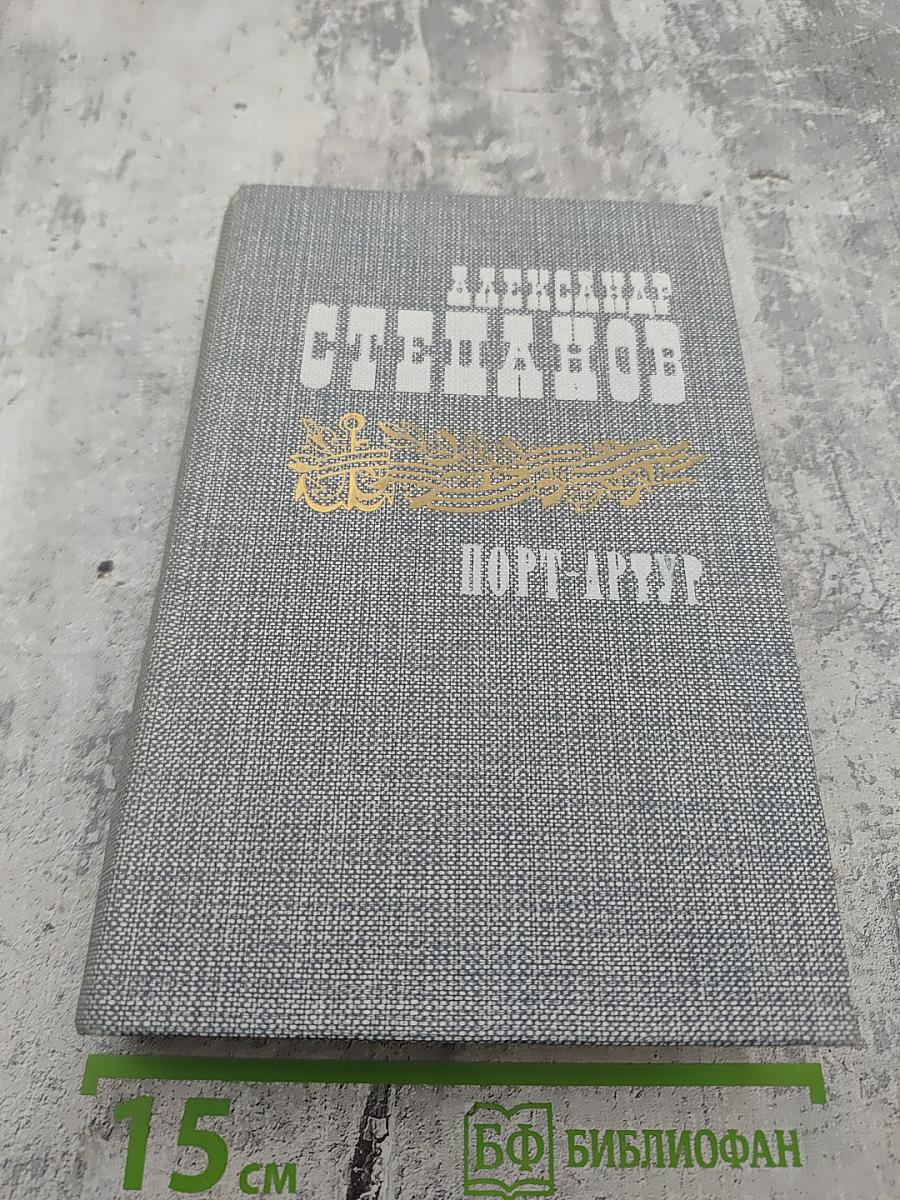 АЛЕКСАНДР
СТЕПАНОВ
ПОРТ-АРТУР
15 см
БФ БИБЛИОФАН